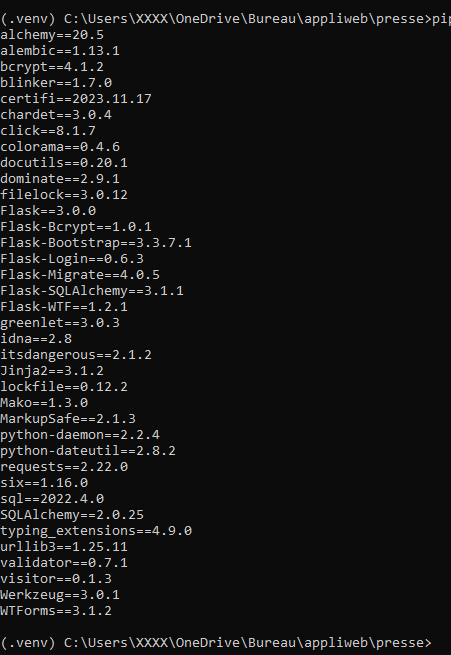 (.venv) C:\Users\XXXX\OneDrive\Bureau\appliweb\presse>pip
alchemy==20.5
alembic==1.13.1
bcrypt==4.1.2
blinker==1.7.0
certifi==2023.11.17
chardet==3.0.4
click==8.1.7
colorama==0.4.6
docutils==0.20.1
dominate==2.9.1
filelock==3.0.12
Flask==3.0.0
Flask-Bcrypt==1.0.1
Flask-Bootstrap==3.3.7.1
Flask-Login==0.6.3
Flask-Migrate==4.0.5
Flask-SQLAlchemy==3.1.1
Flask-WTF==1.2.1
greenlet==3.0.3
idna==2.8
itsdangerous==2.1.2
Jinja2==3.1.2
lockfile==0.12.2
Mako==1.3.0
MarkupSafe==2.1.3
python-daemon==2.2.4
python-dateutil==2.8.2
requests==2.22.0
six==1.16.0
sql==2022.4.0
SQLAlchemy==2.0.25
typing_extensions==4.9.0
urllib3==1.25.11
validator==0.7.1
visitor==0.1.3
Werkzeug==3.0.1
WTForms==3.1.2
(.venv) C:\Users\XXXX\OneDrive\Bureau\appliweb\presse>